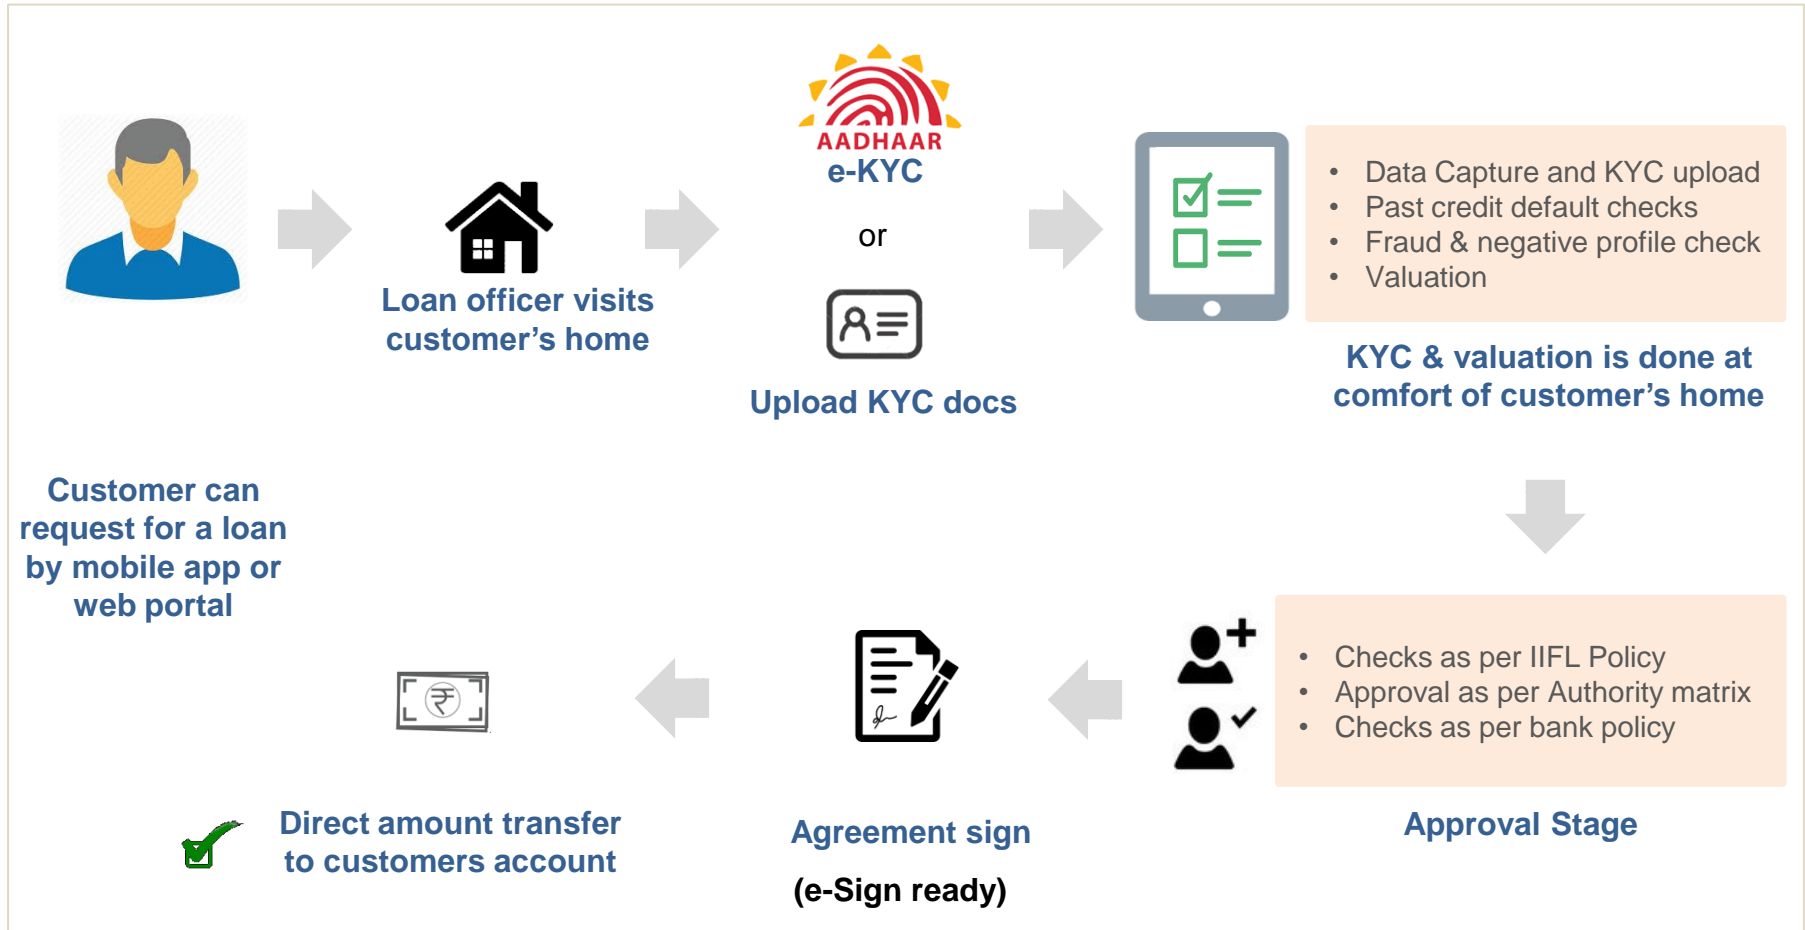 Customer can
request for a loan
by mobile app or
web portal
Loan officer visits
customer’s home
AADHAAR
e-KYC
or
Upload KYC docs
• Data Capture and KYC upload
• Past credit default checks
• Fraud & negative profile check
• Valuation
KYC & valuation is done at
comfort of customer’s home
• Checks as per IIFL Policy
• Approval as per Authority matrix
• Checks as per bank policy
Approval Stage
Agreement sign
(e-Sign ready)
₹
Direct amount transfer
to customers account